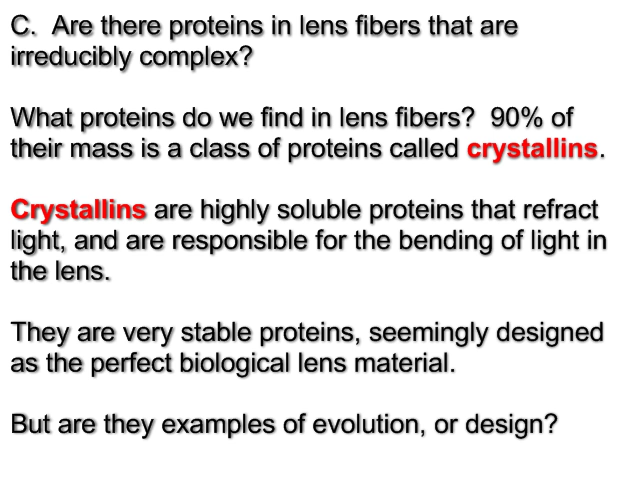 C.  Are there proteins in lens fibers that are
irreducibly complex?
What proteins do we find in lens fibers?  90% of
their mass is a class of proteins called crystallins.
Crystallins are highly soluble proteins that refract
light, and are responsible for the bending of light in
the lens.
They are very stable proteins, seemingly designed
as the perfect biological lens material.
But are they examples of evolution, or design?